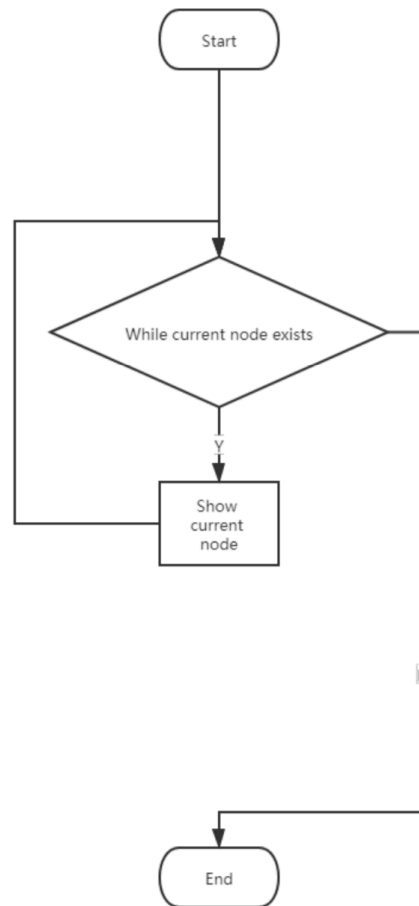 Start
While current node exists
Y
Show
current
node
End